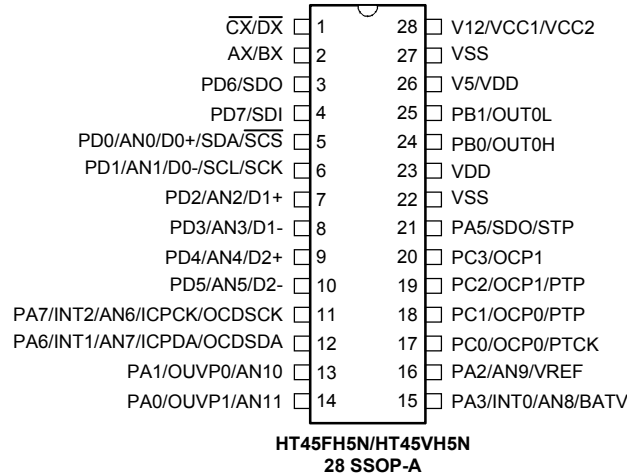 C̅X̅/D̅X̅ 1 28 V12/VCC1/VCC2
AX/BX 2 27 VSS
PD6/SDO 3 26 V5/VDD
PD7/SDI 4 25 PB1/OUT0L
PD0/AN0/D0+/SDA/S̅C̅S̅ 5 24 PB0/OUT0H
PD1/AN1/D0-/SCL/SCK 6 23 VDD
PD2/AN2/D1+ 7 22 VSS
PD3/AN3/D1- 8 21 PA5/SDO/STP
PD4/AN4/D2+ 9 20 PC3/OCP1
PD5/AN5/D2- 10 19 PC2/OCP1/PTP
PA7/INT2/AN6/ICPCK/OCDSCK 11 18 PC1/OCP0/PTP
PA6/INT1/AN7/ICPDA/OCDSDA 12 17 PC0/OCP0/PTCK
PA1/OUVP0/AN10 13 16 PA2/AN9/VREF
PA0/OUVP1/AN11 14 15 PA3/INT0/AN8/BATV
HT45FH5N/HT45VH5N
28 SSOP-A